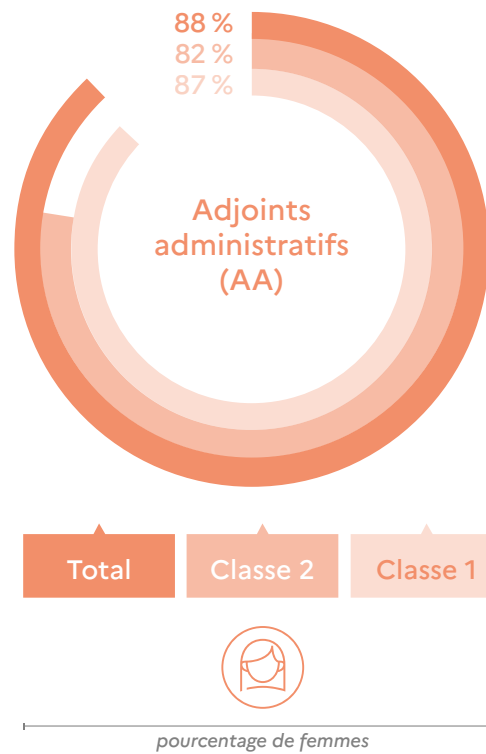 88 %
82 %
87 %
Adjoints
administratifs
(AA)
Total
Classe 2
Classe 1
pourcentage de femmes